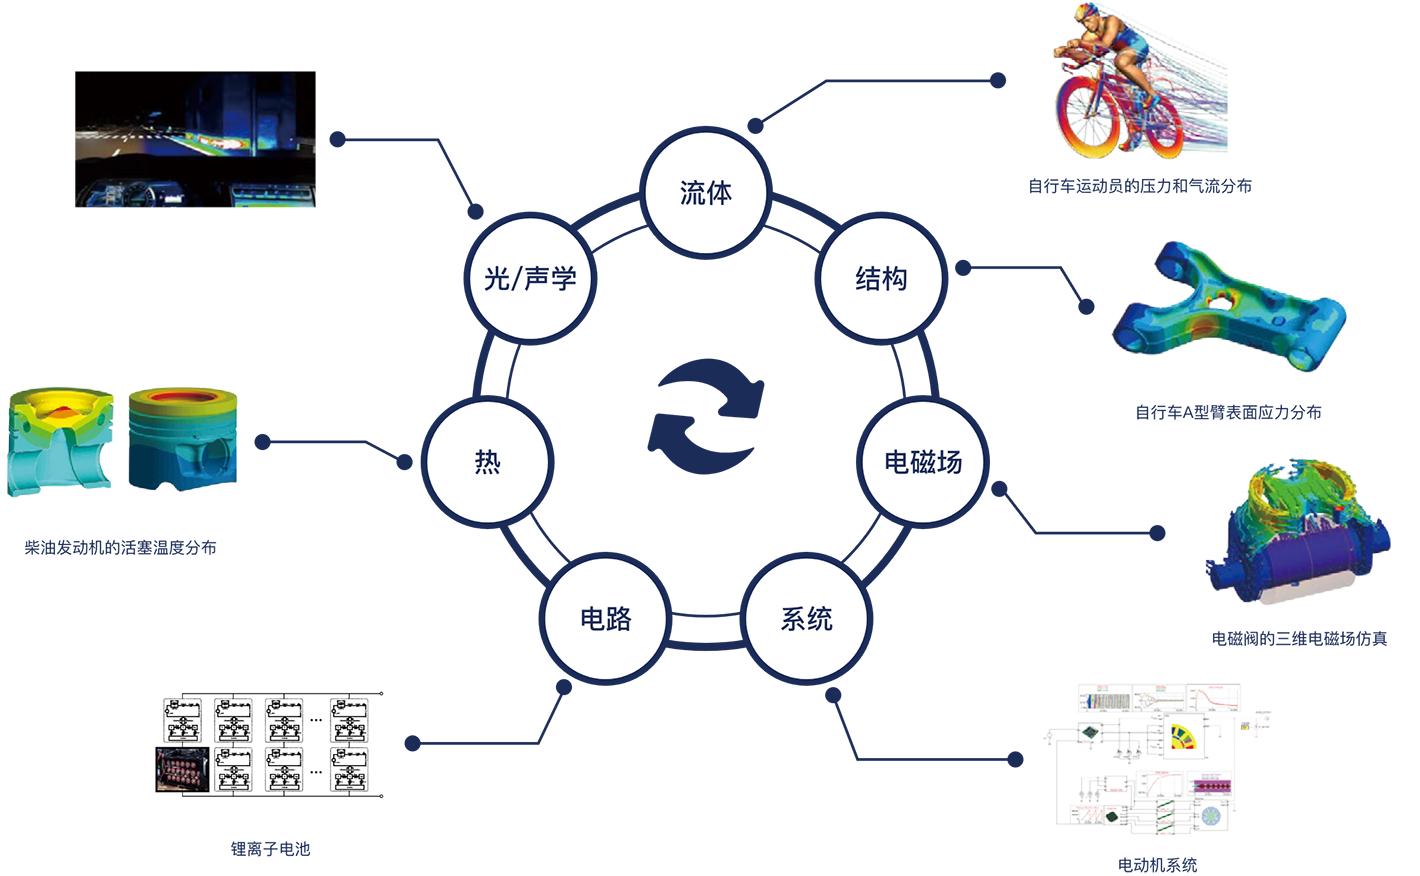 自行车运动员的压力和气流分布
流体
光/声学
结构
自行车A型臂表面应力分布
热
电磁场
柴油发动机的活塞温度分布
电路
系统
电磁阀的三维电磁场仿真
锂离子电池
电动机系统